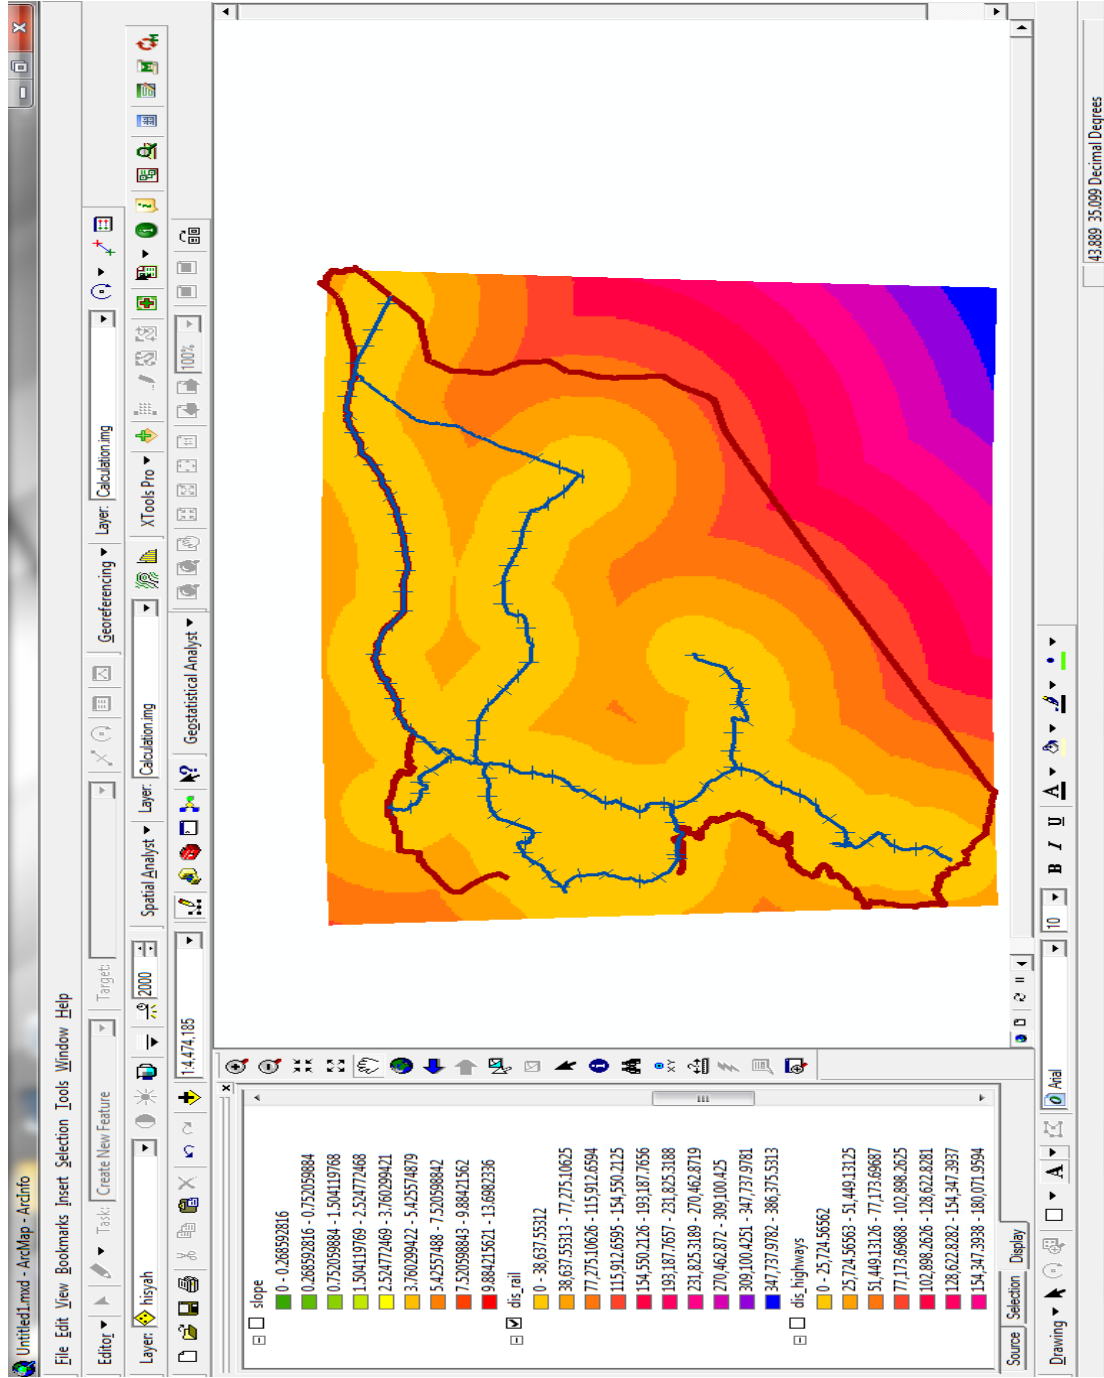 Untitled1.mxd - ArcMap - ArcInfo
File Edit View Bookmarks Insert Selection Tools Window Help
Editor Task: Create New Feature Target: Georeferencing Layer: Calculation.img
Layer: hisyah 2000 Spatial Analyst Layer: Calculation.img XTools Pro
1:4,474,185 Geostatistical Analyst 100%
slope
0 - 0.268592816
0.268592816 - 0.752059884
0.752059884 - 1.504119768
1.504119769 - 2.524772468
2.524772469 - 3.760299421
3.760299422 - 5.425574879
5.42557488 - 7.520598842
7.520598843 - 9.88421562
9.884215621 - 13.6982336
dis_rail
0 - 38,637.55312
38,637.55313 - 77,275.10625
77,275.10626 - 115,912.6594
115,912.6595 - 154,550.2125
154,550.2126 - 193,187.7656
193,187.7657 - 231,825.3188
231,825.3189 - 270,462.8719
270,462.872 - 309,100.425
309,100.4251 - 347,737.9781
347,737.9782 - 386,375.5313
dis_highways
0 - 25,724.56562
25,724.56563 - 51,449.13125
51,449.13126 - 77,173.69687
77,173.69688 - 102,898.2625
102,898.2626 - 128,622.8281
128,622.8282 - 154,347.3937
154,347.3938 - 180,071.9594
Source Selection Display
Drawing A Arial 10 B I U A
43.889 35.099 Decimal Degrees